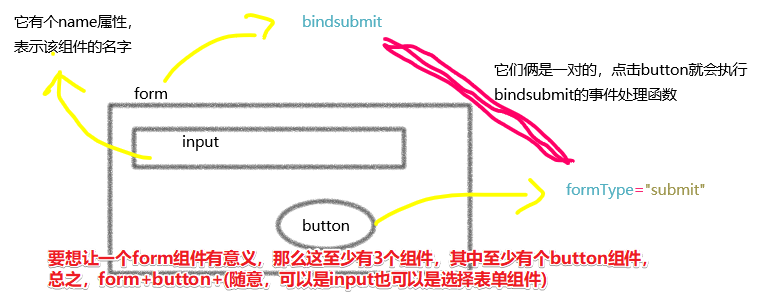 它有个name属性，
表示该组件的名字
bindsubmit
它们俩是一对的，点击button就会执行
bindsubmit的事件处理函数
form
input
formType="submit"
button
要想让一个form组件有意义，那么这至少有3个组件，其中至少有个button组件，
总之，form+button+(随意，可以是input也可以是选择表单组件)